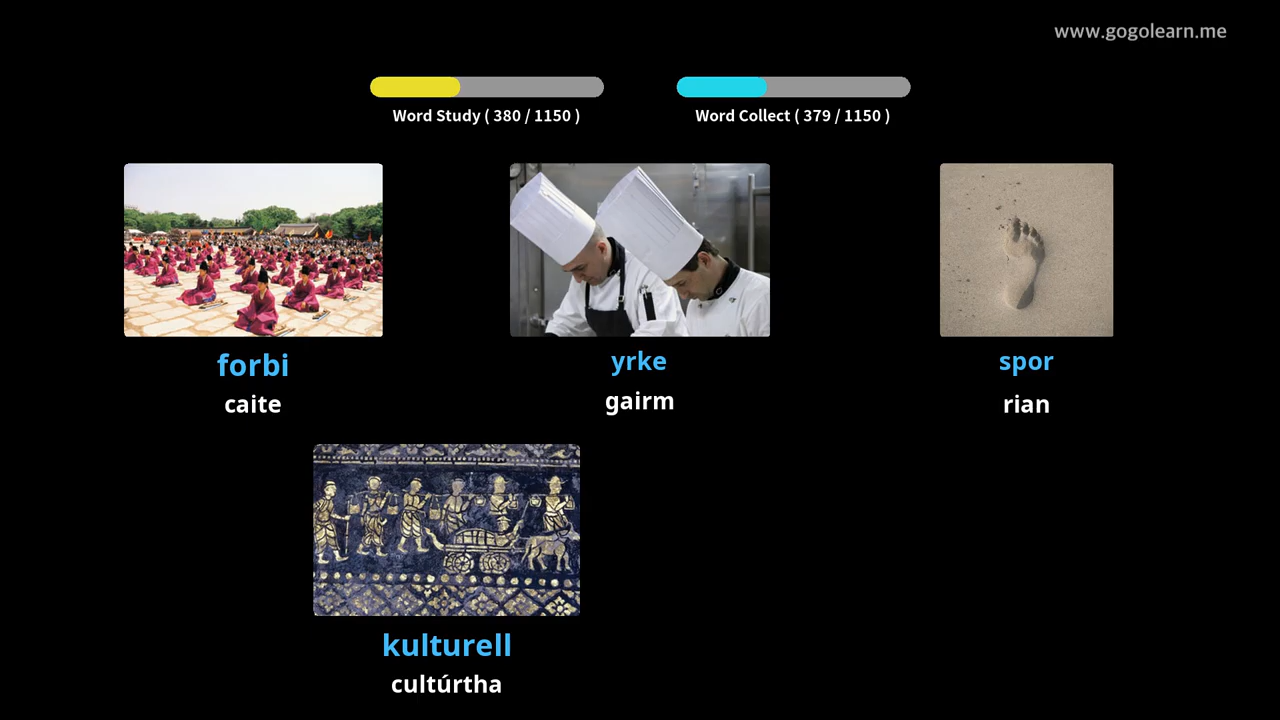 www.gogolearn.me
Word Study ( 380 / 1150 )
Word Collect ( 379 / 1150 )
forbi
caite
yrke
gairm
spor
rian
kulturell
cultúrtha